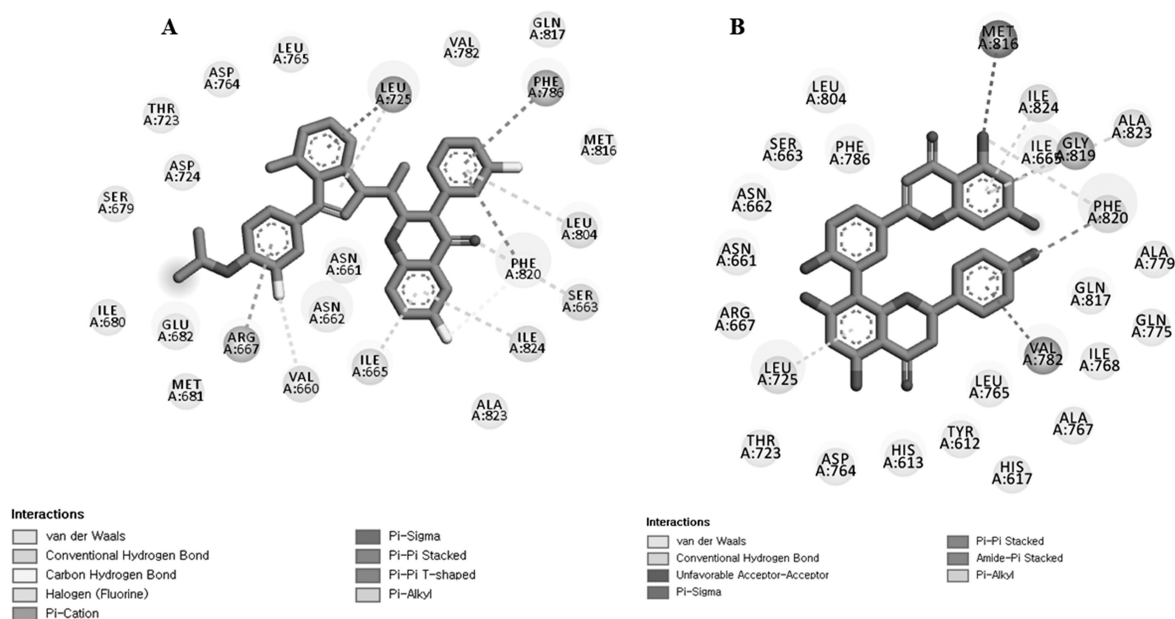 A
LEU
A:765
VAL
A:782
GLN
A:817
ASP
A:764
LEU
A:725
PHE
A:786
THR
A:723
MET
A:816
ASP
A:724
SER
A:679
LEU
A:804
ASN
A:661
PHE
A:820
ASN
A:662
SER
A:663
ILE
A:680
GLU
A:682
ARG
A:667
ILE
A:824
ILE
A:665
VAL
A:660
MET
A:681
ALA
A:823
Interactions
van der Waals
Conventional Hydrogen Bond
Carbon Hydrogen Bond
Halogen (Fluorine)
Pi-Cation
Pi-Sigma
Pi-Pi Stacked
Pi-Pi T-shaped
Pi-Alkyl
B
MET
A:816
LEU
A:804
ILE
A:824
ALA
A:823
SER
A:663
PHE
A:786
ILE
A:665
GLY
A:819
ASN
A:662
PHE
A:820
ASN
A:661
ALA
A:779
GLN
A:817
ARG
A:667
GLN
A:775
VAL
A:782
ILE
A:768
LEU
A:725
LEU
A:765
ALA
A:767
THR
A:723
TYR
A:612
HIS
A:613
ASP
A:764
HIS
A:617
Interactions
van der Waals
Conventional Hydrogen Bond
Unfavorable Acceptor-Acceptor
Pi-Sigma
Pi-Pi Stacked
Amide-Pi Stacked
Pi-Alkyl